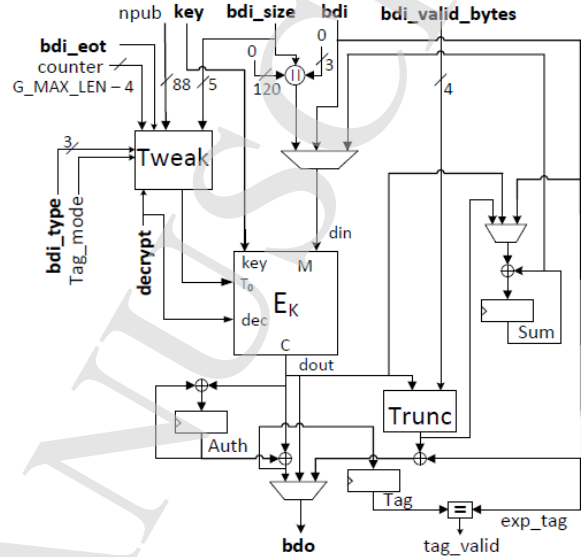 npub key bdi_size bdi bdi_valid_bytes
bdi_eot
counter
G_MAX_LEN – 4
0
120
||
0
3
88
5
4
3
Tweak
bdi_type
Tag_mode
decrypt
din
key M
T0
EK
dec
C
dout
Sum
Trunc
Auth
Tag
=
exp_tag
bdo
tag_valid